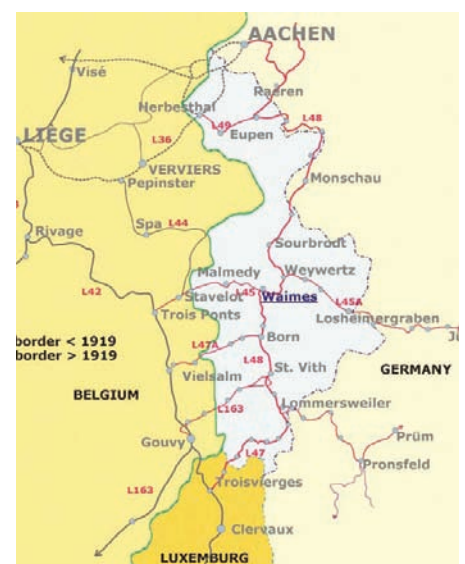 AACHEN
Visé
Raeren
Herbesthal
L49
L48
LIÈGE
L36
Eupen
VERVIERS
Pepinster
Monschau
Spa
L44
Rivage
Sourbrodt
Malmedy
Weywertz
L42
L45
Waimes
Stavelot
L45A
Trois Ponts
Losheimergraben
border < 1919
border > 1919
L47A
Born
L48
St. Vith
GERMANY
Vielsalm
BELGIUM
L163
Lommersweiler
Gouvy
Prüm
L47
Pronsfeld
Troisvierges
L163
Clervaux
LUXEMBURG